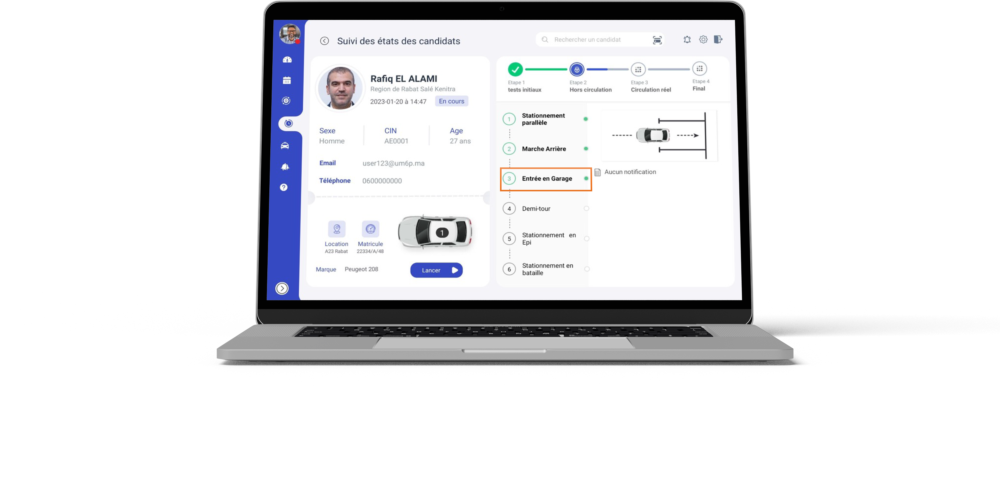 Suivi des états des candidats
Rechercher un candidat
Rafiq EL ALAMI
Region de Rabat Salé Kenitra
2023-01-20 à 14:47 En cours
Sexe CIN Age
Homme AE0001 27 ans
Email user123@um6p.ma
Téléphone 0600000000
1
Location Matricule
A23 Rabat 22334/A/48
Marque Peugeot 208
Lancer
Etape 1
tests initiaux
Etape 2
Hors circulation
Etape 3
Circulation réel
Etape 4
Final
1 Stationnement
parallèle
2 Marche Arrière
3 Entrée en Garage
4 Demi-tour
5 Stationnement en
Epi
6 Stationnement en
bataille
Aucun notification
?